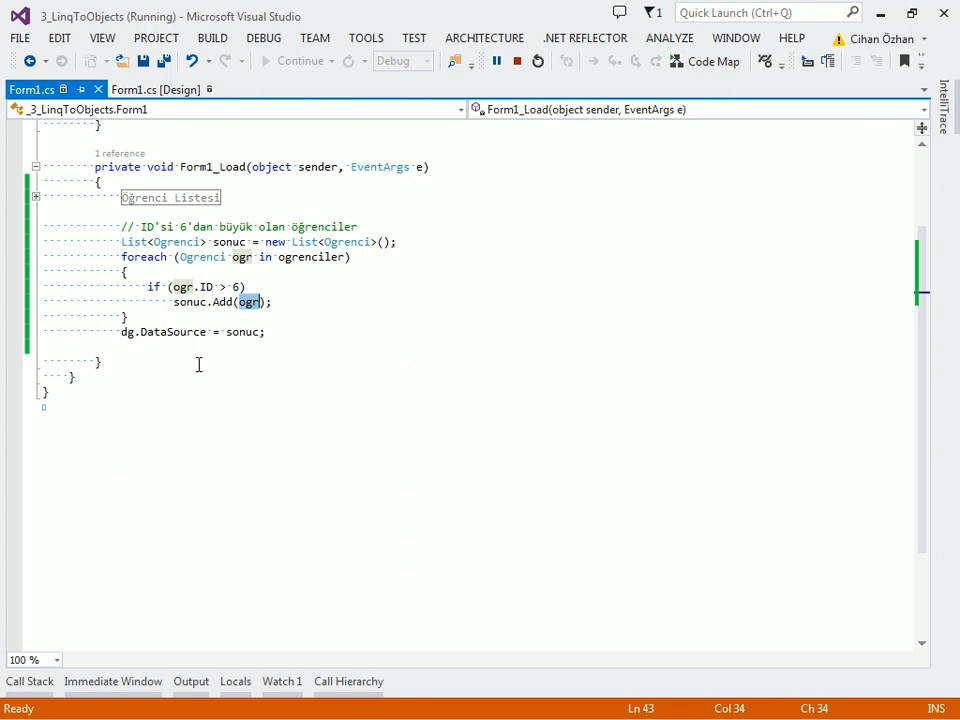 3_LinqToObjects (Running) - Microsoft Visual Studio
1
Quick Launch (Ctrl+Q)
FILE EDIT VIEW PROJECT BUILD DEBUG TEAM TOOLS TEST ARCHITECTURE .NET REFLECTOR ANALYZE WINDOW HELP Cihan Özhan
Continue Debug Code Map
Form1.cs Form1.cs [Design]
_3_LinqToObjects.Form1 Form1_Load(object sender, EventArgs e)
IntelliTrace
}
1 reference
private void Form1_Load(object sender, EventArgs e)
{
Öğrenci Listesi
// ID'si 6'dan büyük olan öğrenciler
List<Ogrenci> sonuc = new List<Ogrenci>();
foreach (Ogrenci ogr in ogrenciler)
{
if (ogr.ID > 6)
sonuc.Add(ogr);
}
dg.DataSource = sonuc;
}
}
}
100 %
Call Stack Immediate Window Output Locals Watch 1 Call Hierarchy
Ready Ln 43 Col 34 Ch 34 INS